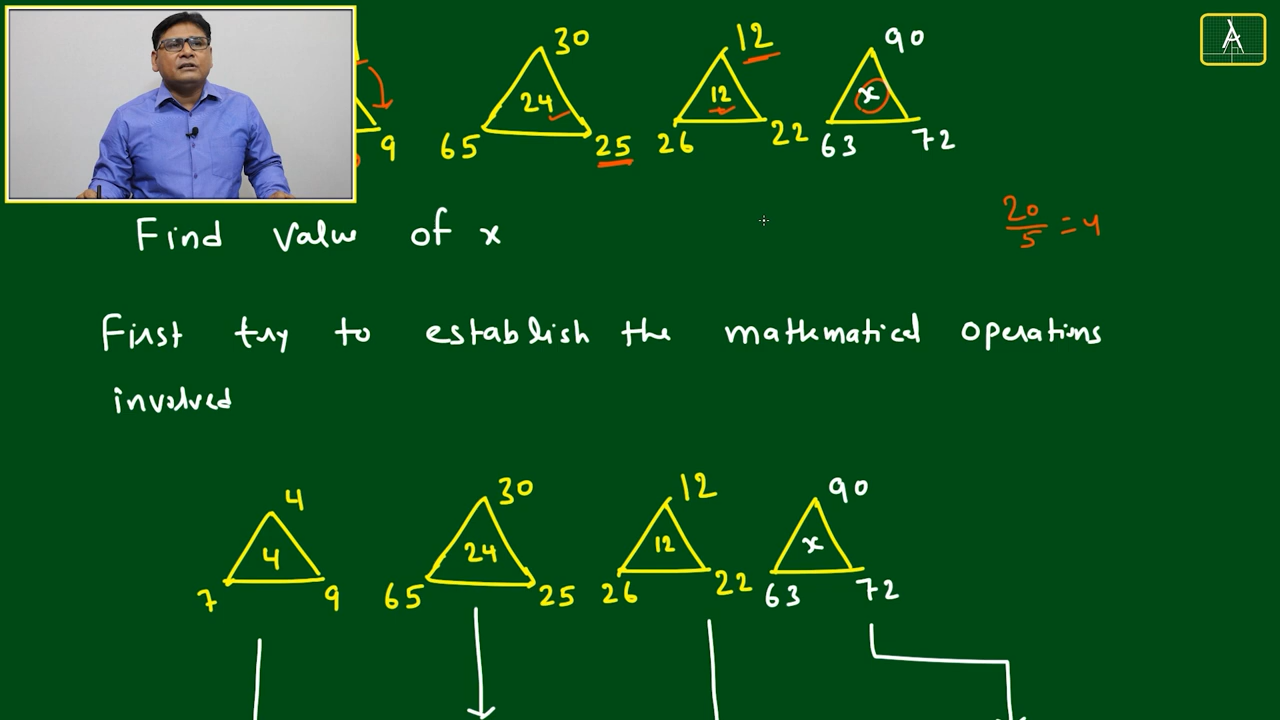 30 12 90
24 12 x
9 65 25 26 22 63 72
20/5 = 4
Find value of x
First try to establish the mathematical operations
involved
4 30 12 90
4 24 12 x
7 9 65 25 26 22 63 72